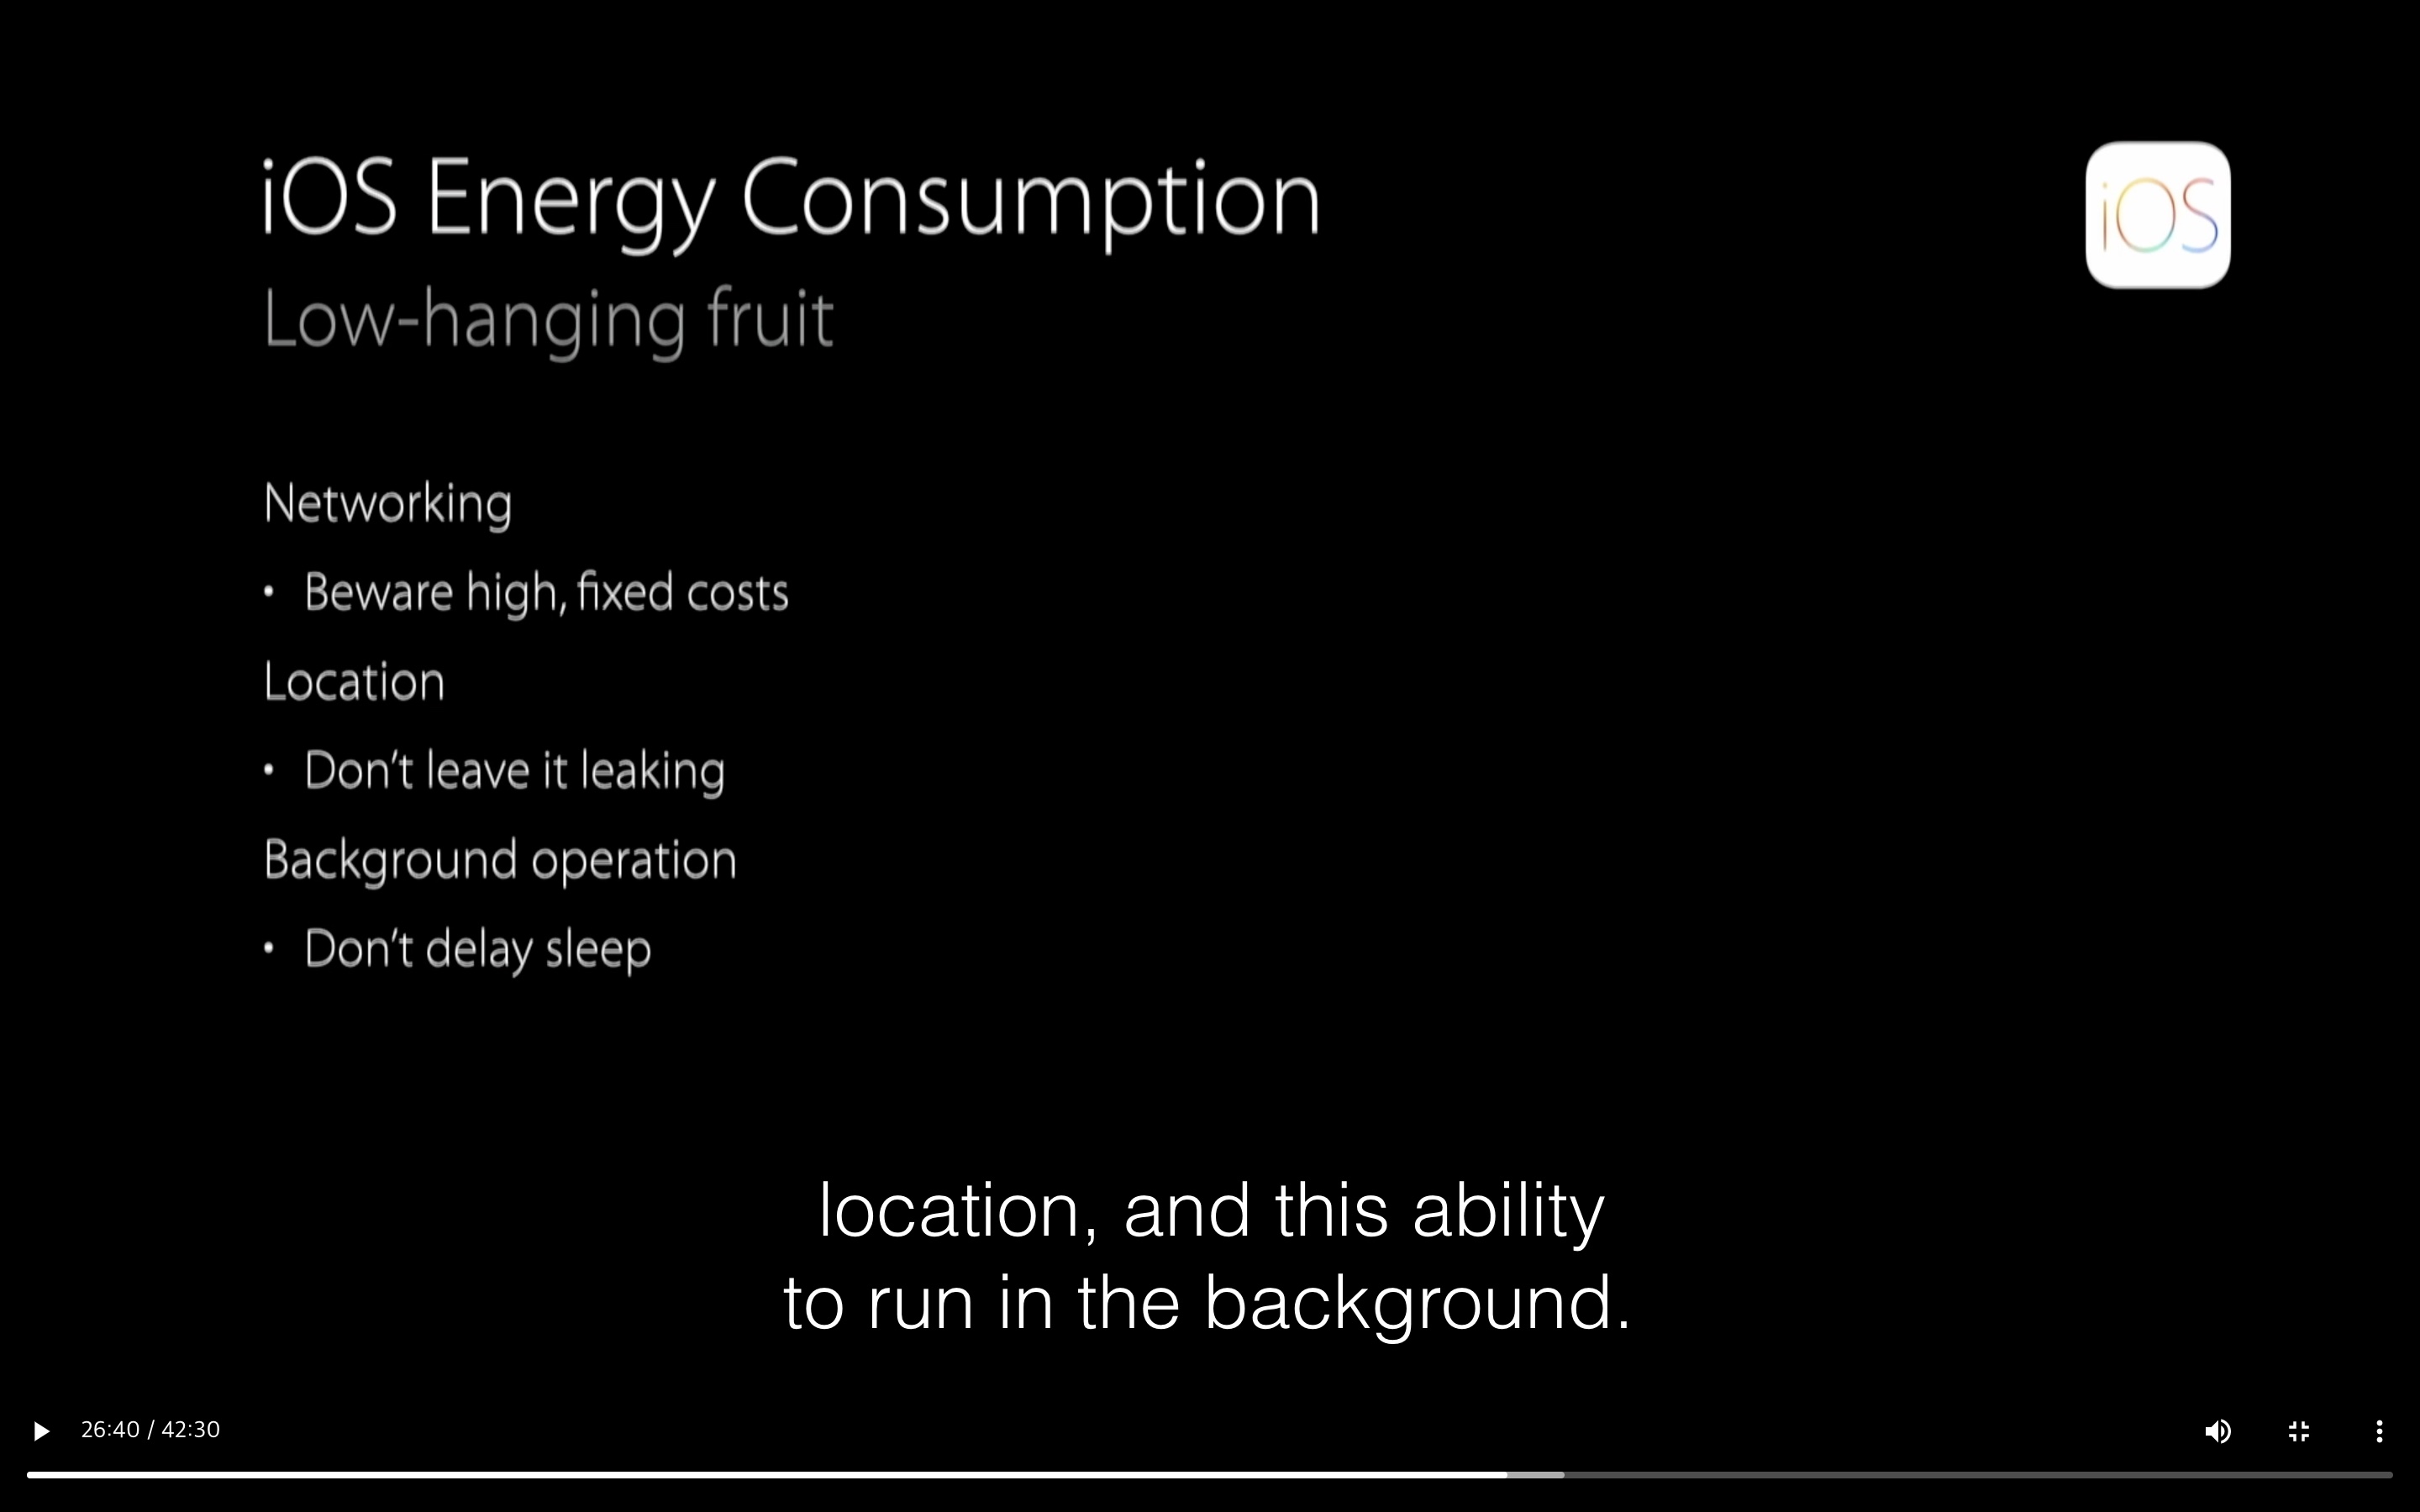 iOS Energy Consumption
iOS
Low-hanging fruit
Networking
• Beware high, fixed costs
Location
• Don’t leave it leaking
Background operation
• Don’t delay sleep
location, and this ability
to run in the background.
26:40 / 42:30